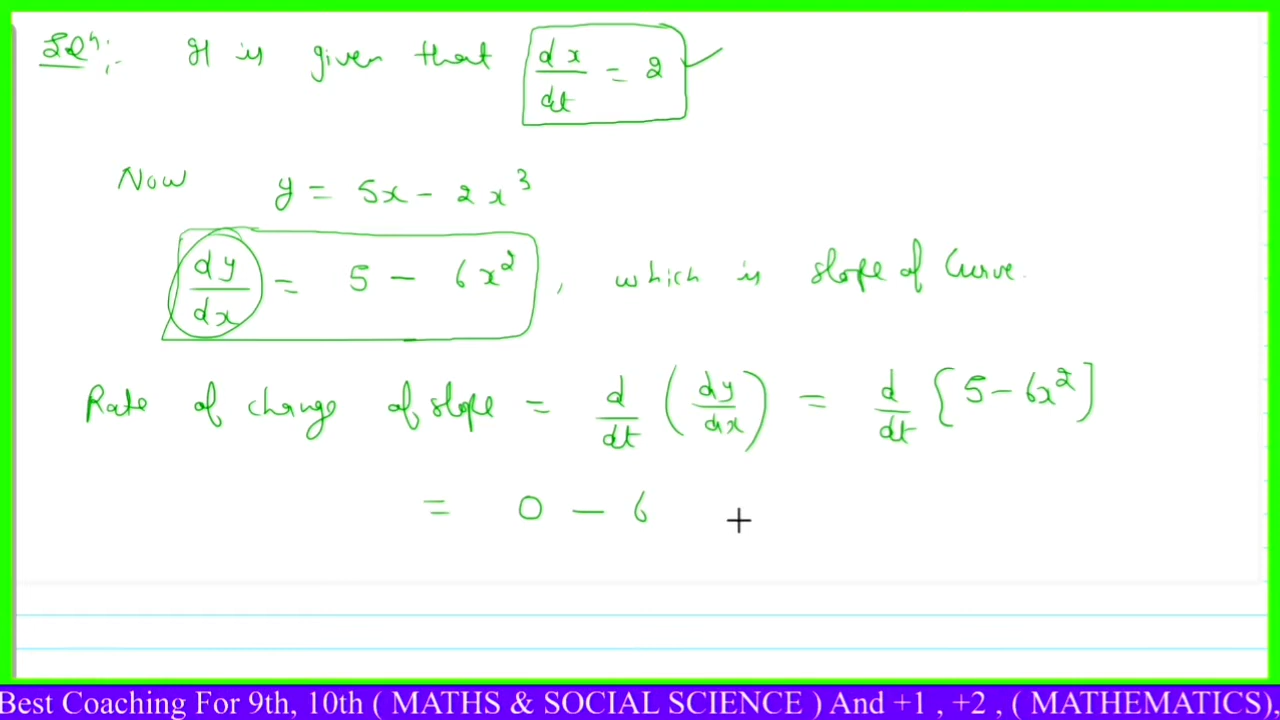 Solⁿ:- It is given that dx/dt = 2
Now y = 5x - 2x³
dy/dx = 5 - 6x², which is slope of Curve.
Rate of change of slope = d/dt (dy/dx) = d/dt {5 - 6x²}
= 0 - 6
Best Coaching For 9th, 10th ( MATHS & SOCIAL SCIENCE ) And +1 , +2 , ( MATHEMATICS),